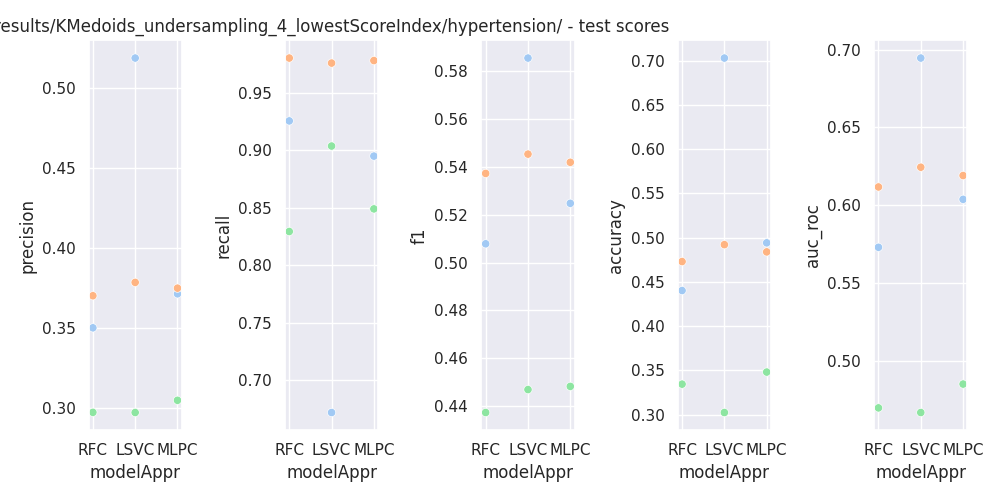 results/KMedoids_undersampling_4_lowestScoreIndex/hypertension/ - test scores
precision
0.50
0.45
0.40
0.35
0.30
RFC LSVC MLPC
modelAppr
recall
0.95
0.90
0.85
0.80
0.75
0.70
RFC LSVC MLPC
modelAppr
f1
0.58
0.56
0.54
0.52
0.50
0.48
0.46
0.44
RFC LSVC MLPC
modelAppr
accuracy
0.70
0.65
0.60
0.55
0.50
0.45
0.40
0.35
0.30
RFC LSVC MLPC
modelAppr
auc_roc
0.70
0.65
0.60
0.55
0.50
RFC LSVC MLPC
modelAppr